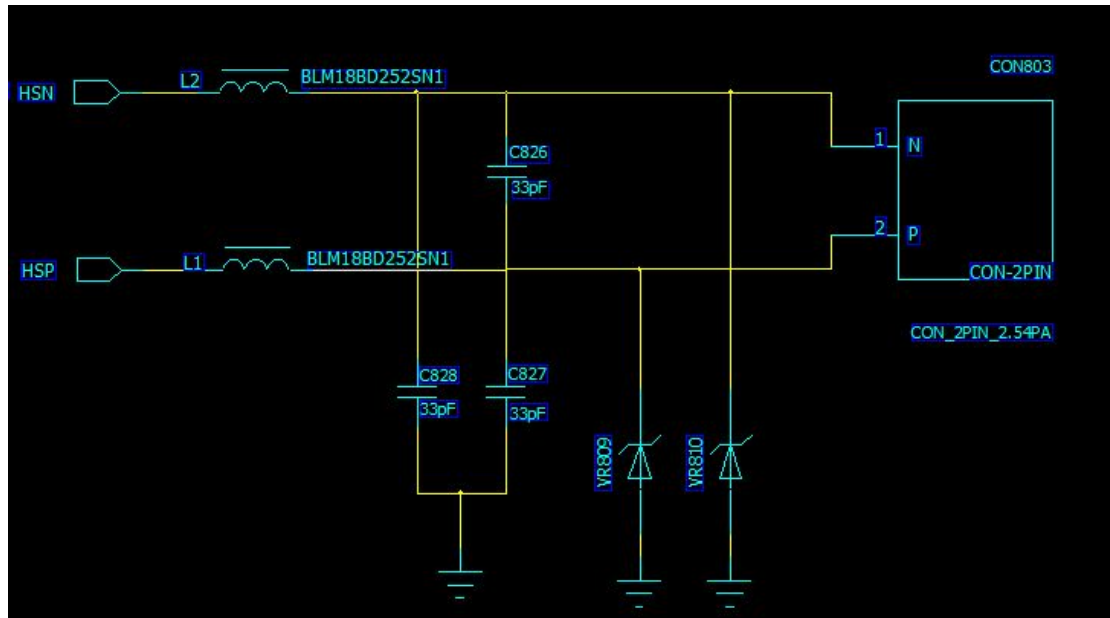 CON803
L2
BLM18BD252SN1
HSN
1
N
C826
33pF
2
P
L1
BLM18BD252SN1
HSP
CON-2PIN
CON_2PIN_2.54PA
C828
C827
33pF
33pF
VR809
VR810